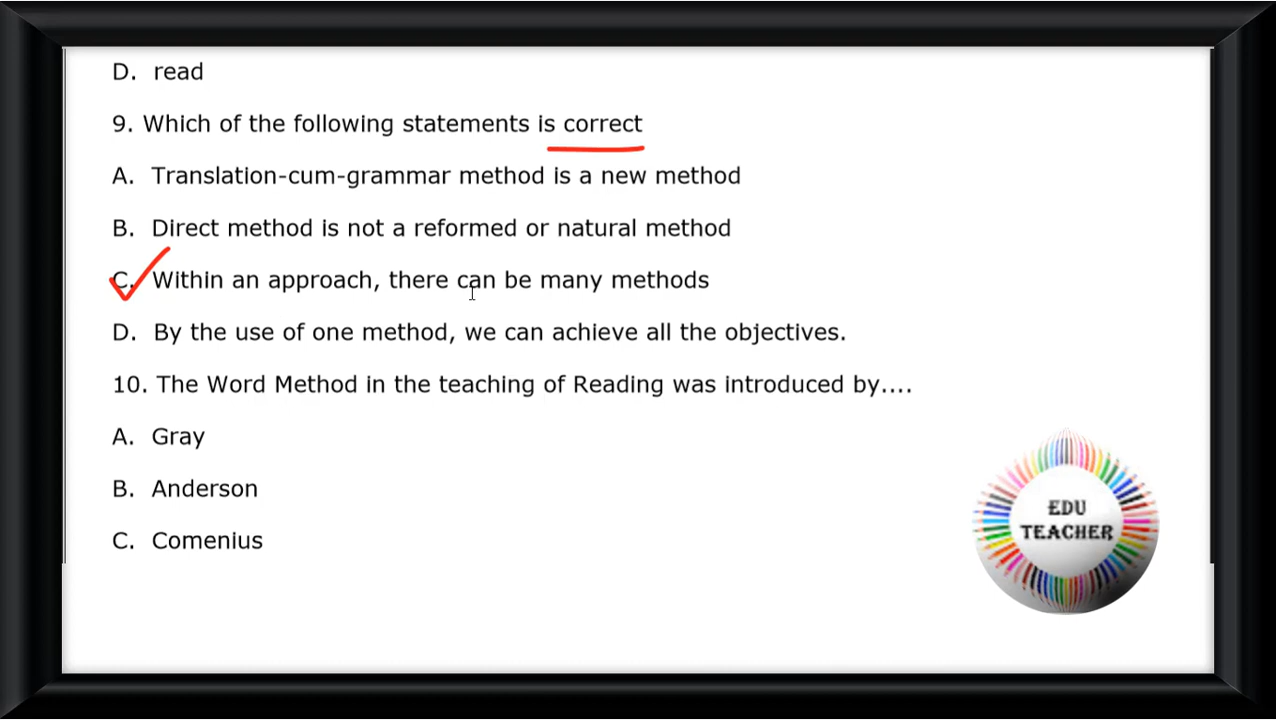 D. read
9. Which of the following statements is correct
A. Translation-cum-grammar method is a new method
B. Direct method is not a reformed or natural method
C. Within an approach, there can be many methods
D. By the use of one method, we can achieve all the objectives.
10. The Word Method in the teaching of Reading was introduced by....
A. Gray
B. Anderson
C. Comenius
EDU
TEACHER